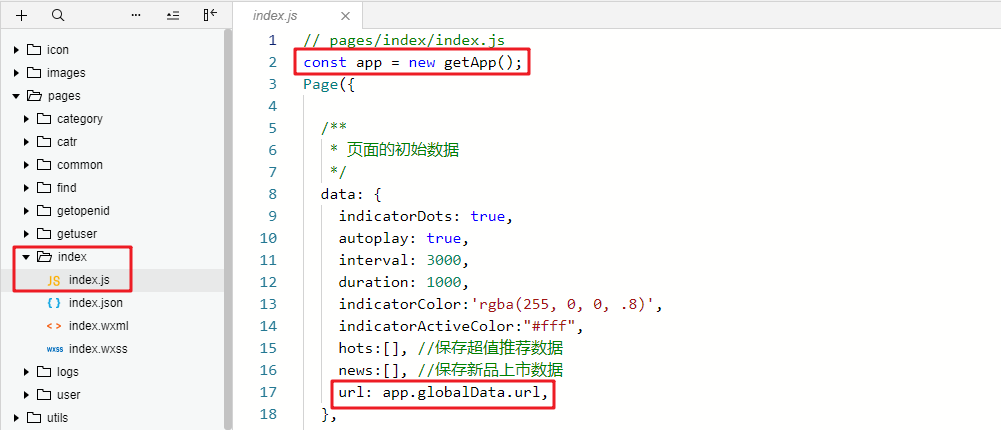 index.js
icon
images
pages
category
catr
common
find
getopenid
getuser
index
JS index.js
{ } index.json
< > index.wxml
wxss index.wxss
logs
user
utils
1 // pages/index/index.js
2 const app = new getApp();
3 Page({
4
5 /**
6 * 页面的初始数据
7 */
8 data: {
9 indicatorDots: true,
10 autoplay: true,
11 interval: 3000,
12 duration: 1000,
13 indicatorColor:'rgba(255, 0, 0, .8)',
14 indicatorActiveColor:"#fff",
15 hots:[], //保存超值推荐数据
16 news:[], //保存新品上市数据
17 url: app.globalData.url,
18 },